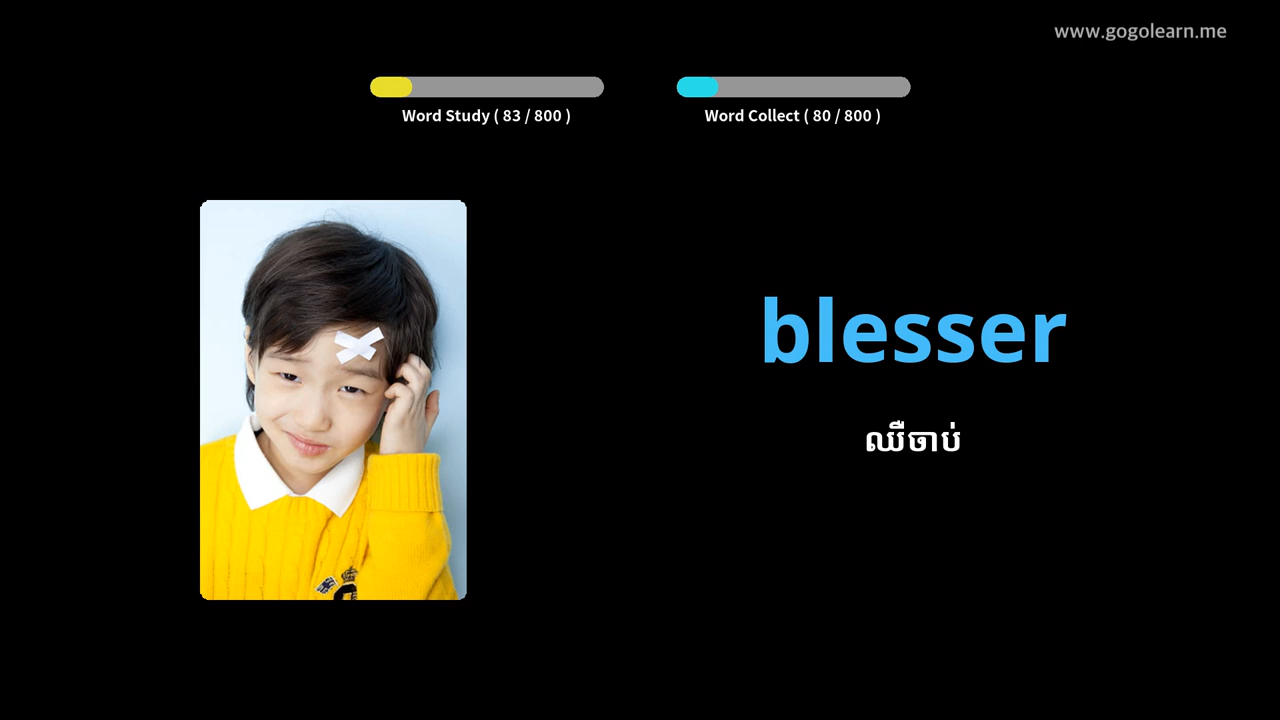 www.gogolearn.me
Word Study ( 83 / 800 )
Word Collect ( 80 / 800 )
blesser
ឈឺចាប់